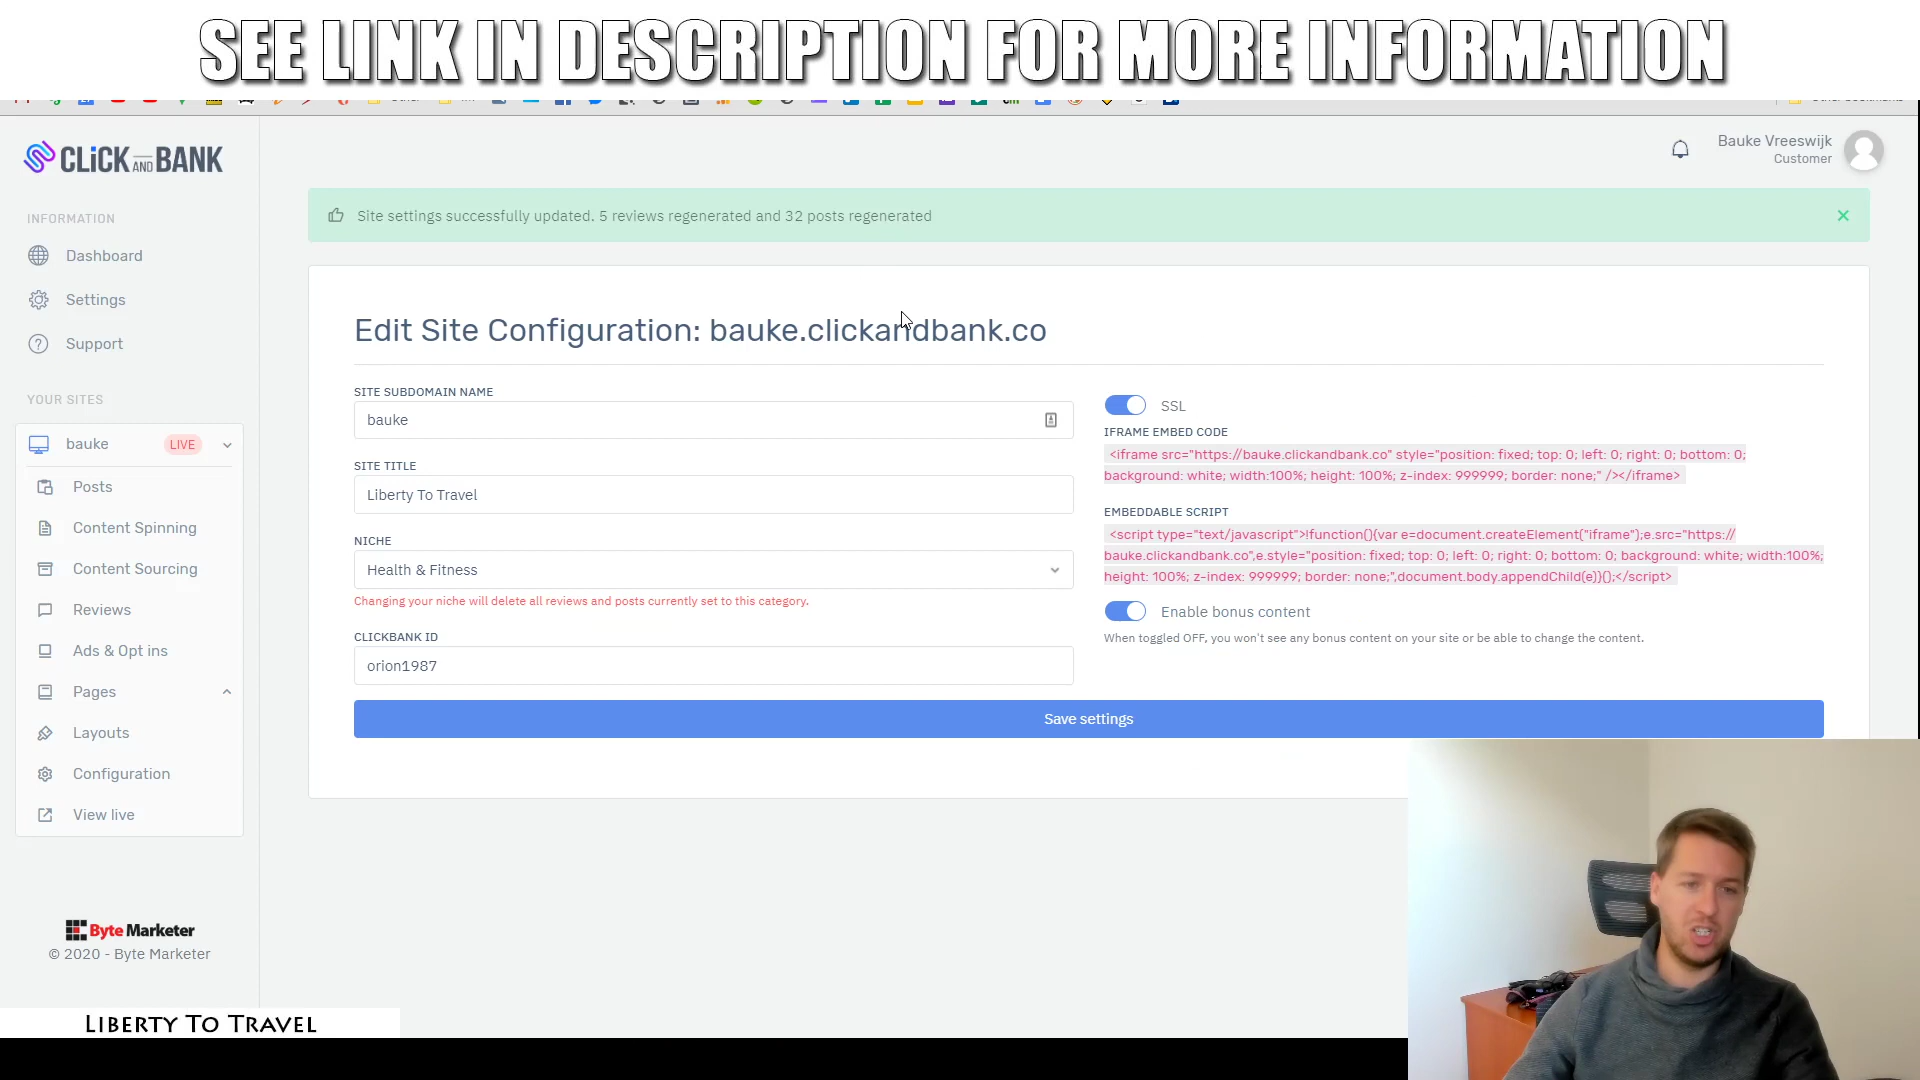 SEE LINK IN DESCRIPTION FOR MORE INFORMATION
CLiCK AND BANK
Bauke Vreeswijk
Customer
INFORMATION
Dashboard
Settings
Support
YOUR SITES
bauke LIVE
Posts
Content Spinning
Content Sourcing
Reviews
Ads & Opt ins
Pages
Layouts
Configuration
View live
Byte Marketer
© 2020 - Byte Marketer
Site settings successfully updated. 5 reviews regenerated and 32 posts regenerated
Edit Site Configuration: bauke.clickandbank.co
SITE SUBDOMAIN NAME
bauke
SITE TITLE
Liberty To Travel
NICHE
Health & Fitness
Changing your niche will delete all reviews and posts currently set to this category.
CLICKBANK ID
orion1987
SSL
IFRAME EMBED CODE
<iframe src="https://bauke.clickandbank.co" style="position: fixed; top: 0; left: 0; right: 0; bottom: 0;
background: white; width:100%; height: 100%; z-index: 999999; border: none;" /></iframe>
EMBEDDABLE SCRIPT
<script type="text/javascript">!function(){var e=document.createElement("iframe");e.src="https://
bauke.clickandbank.co",e.style="position: fixed; top: 0; left: 0; right: 0; bottom: 0; background: white; width:100%;
height: 100%; z-index: 999999; border: none;",document.body.appendChild(e)}();</script>
Enable bonus content
When toggled OFF, you won't see any bonus content on your site or be able to change the content.
Save settings
LIBERTY TO TRAVEL